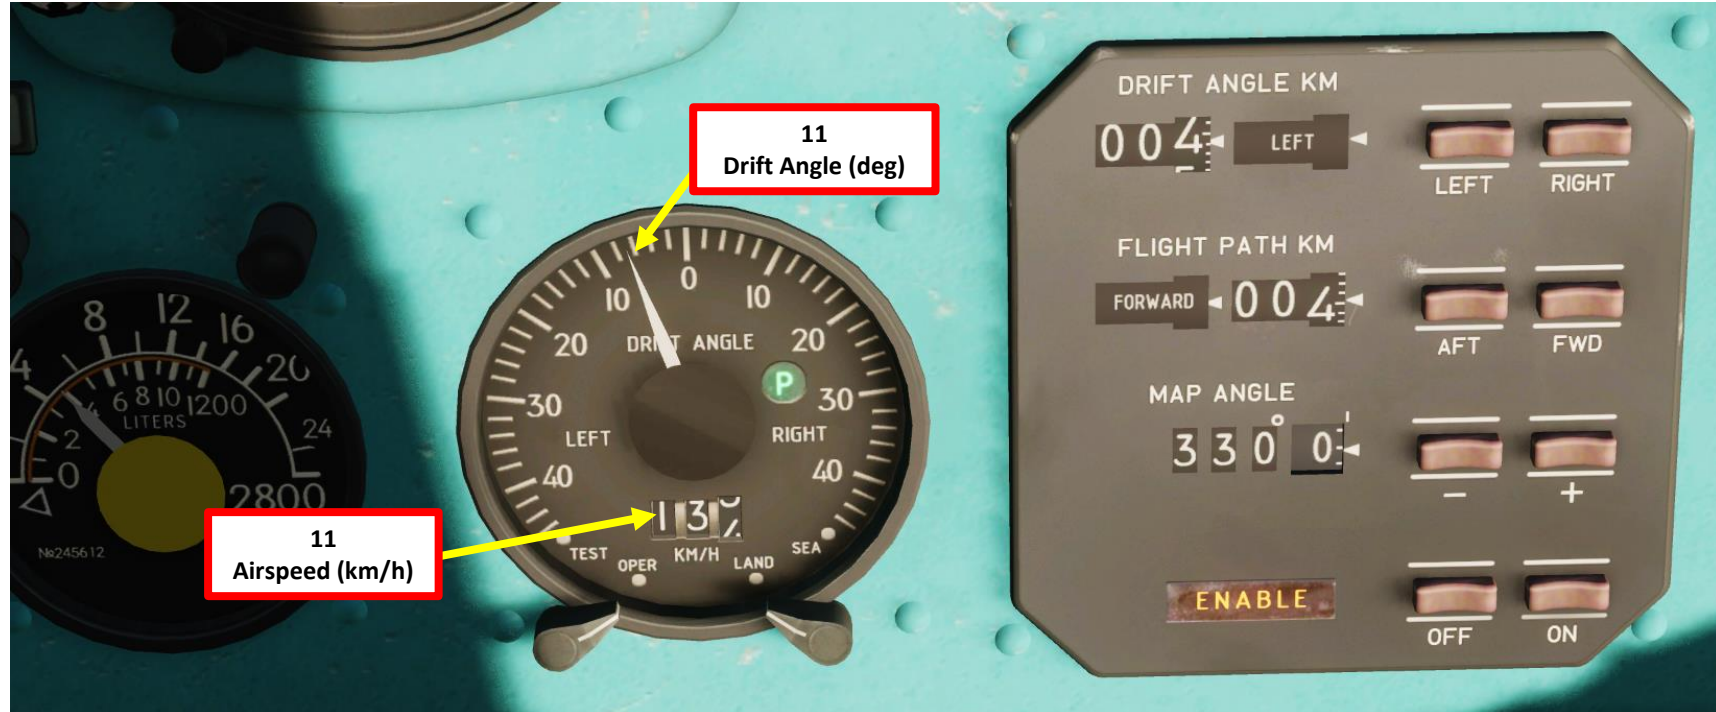 11
Drift Angle (deg)
11
Airspeed (km/h)
4
8
12
16
20
24
2800
0
2
4
6
8
10
1200
LITERS
№245612
0
10
10
20
20
30
30
40
40
DRIFT ANGLE
P
LEFT
RIGHT
13
TEST
OPER
KM/H
LAND
SEA
DRIFT ANGLE KM
004
LEFT
LEFT
RIGHT
FLIGHT PATH KM
FORWARD
004
AFT
FWD
MAP ANGLE
330° 0
−
+
ENABLE
OFF
ON